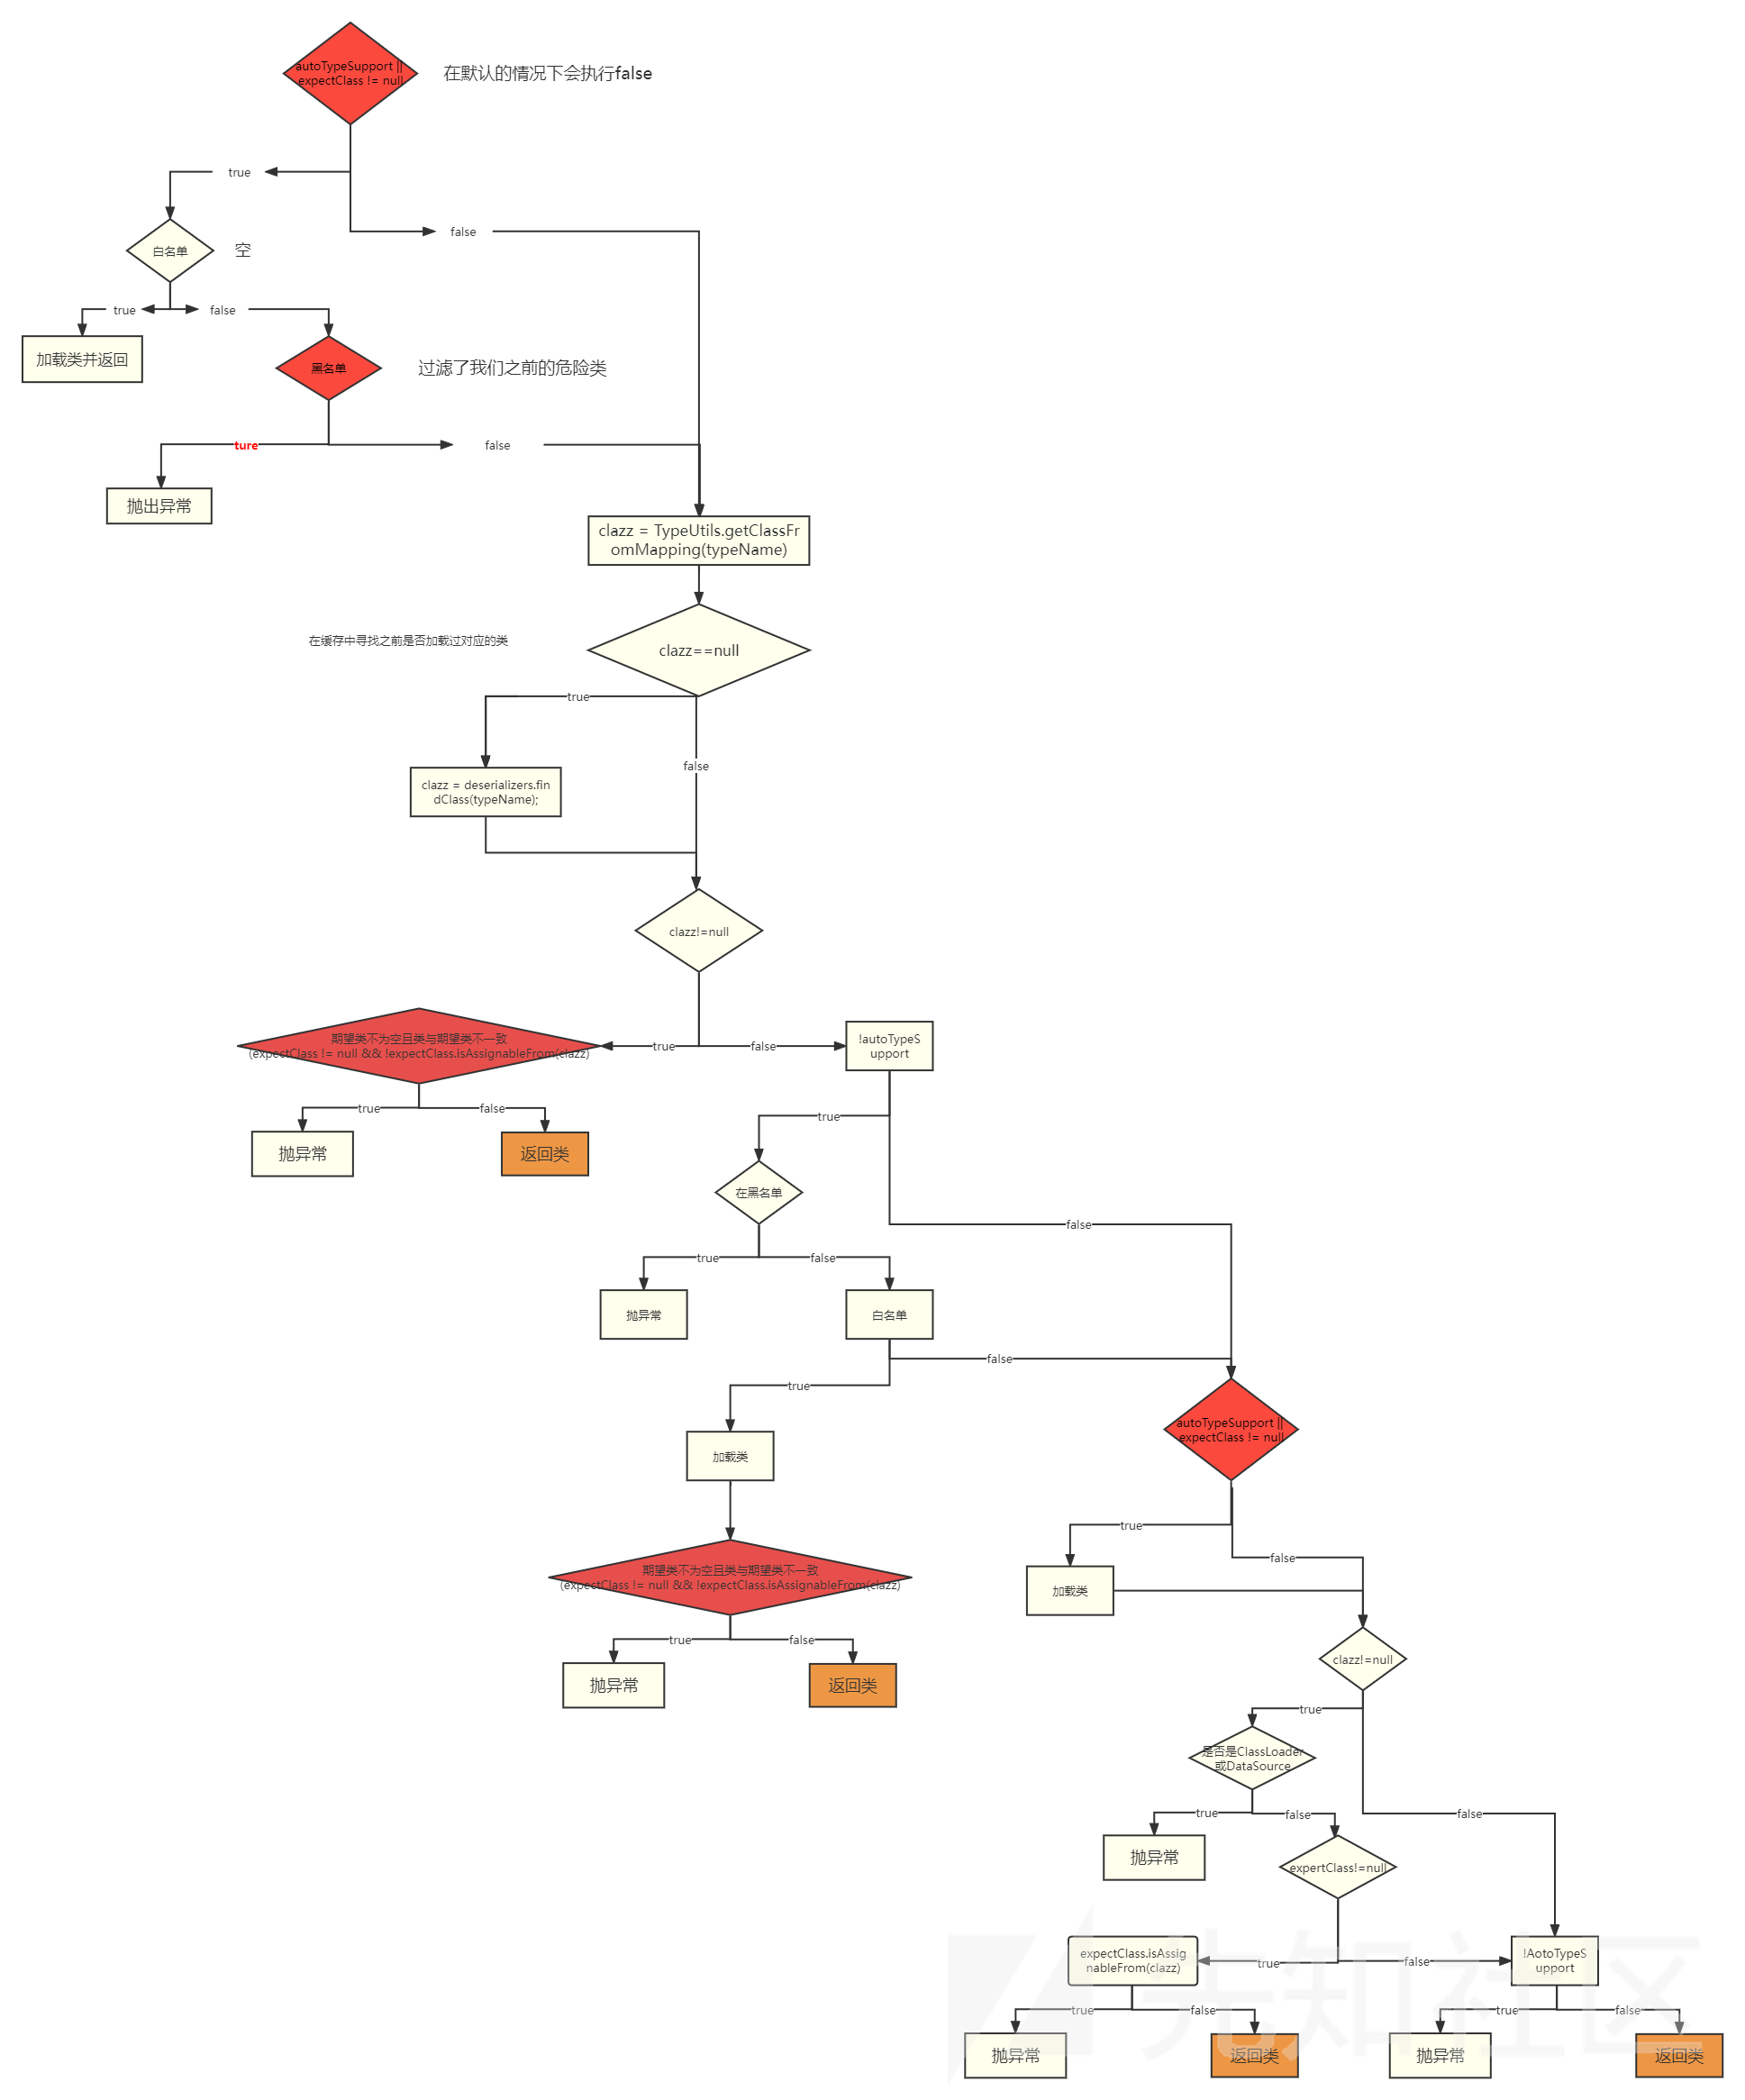 autoTypeSupport ||
expectClass != null
在默认的情况下会执行false
true
false
白名单
空
true
false
加载类并返回
黑名单
过滤了我们之前的危险类
ture
false
抛出异常
clazz = TypeUtils.getClassFr
omMapping(typeName)
在缓存中寻找之前是否加载过对应的类
clazz==null
true
false
clazz = deserializers.fin
dClass(typeName);
clazz!=null
期望类不为空且类与期望类不一致
(expectClass != null && !expectClass.isAssignableFrom(clazz)
true
false
!autoTypeS
upport
true
false
抛异常
返回类
true
在黑名单
false
true
false
抛异常
白名单
false
true
autoTypeSupport ||
expectClass != null
加载类
true
false
期望类不为空且类与期望类不一致
(expectClass != null && !expectClass.isAssignableFrom(clazz)
加载类
true
false
clazz!=null
抛异常
返回类
true
是否是ClassLoader
或DataSource
true
false
false
抛异常
expertClass!=null
expectClass.isAssig
nableFrom(clazz)
true
false
!AotoTypeS
upport
true
false
true
false
抛异常
返回类
抛异常
返回类
先知社区